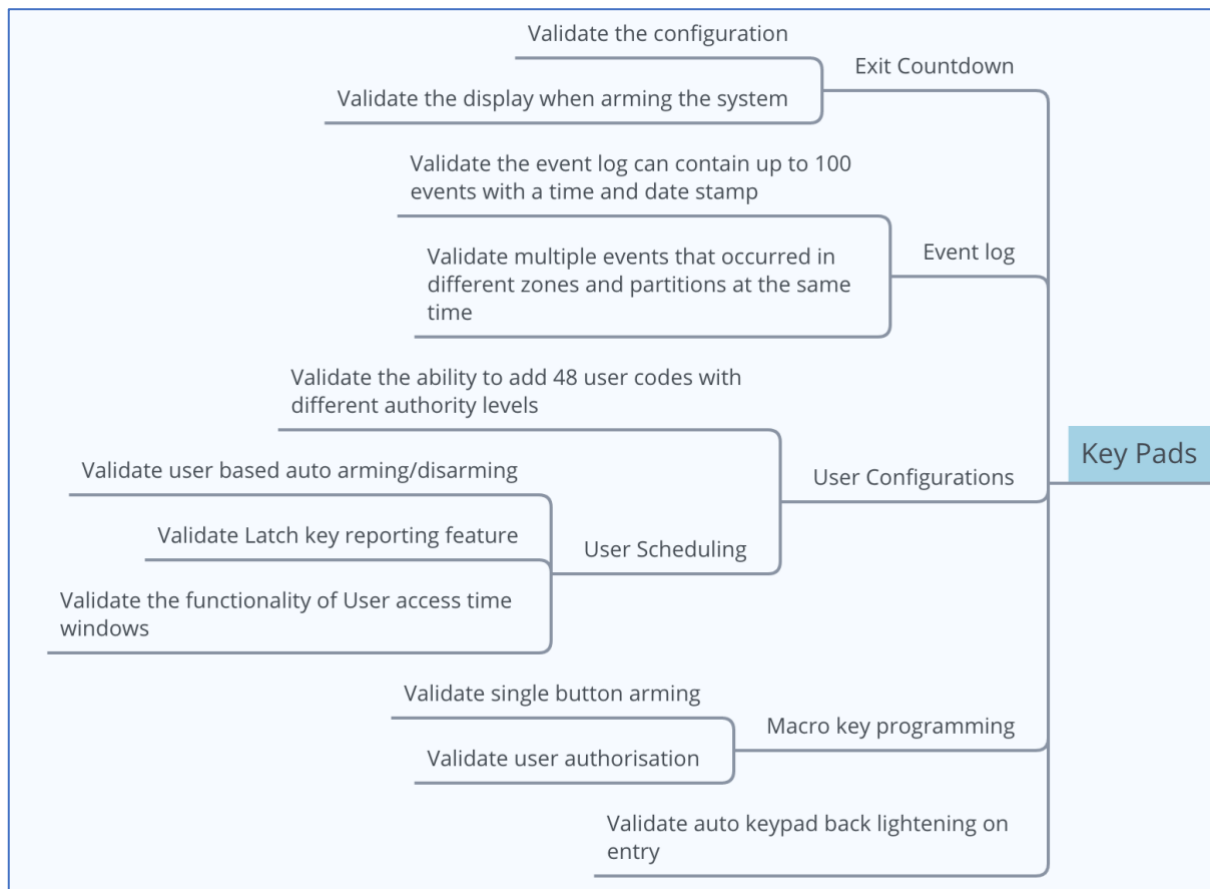 Validate the configuration
Exit Countdown
Validate the display when arming the system
Validate the event log can contain up to 100
events with a time and date stamp
Event log
Validate multiple events that occurred in
different zones and partitions at the same
time
Validate the ability to add 48 user codes with
different authority levels
Key Pads
Validate user based auto arming/disarming
User Configurations
Validate Latch key reporting feature
User Scheduling
Validate the functionality of User access time
windows
Validate single button arming
Macro key programming
Validate user authorisation
Validate auto keypad back lightening on
entry